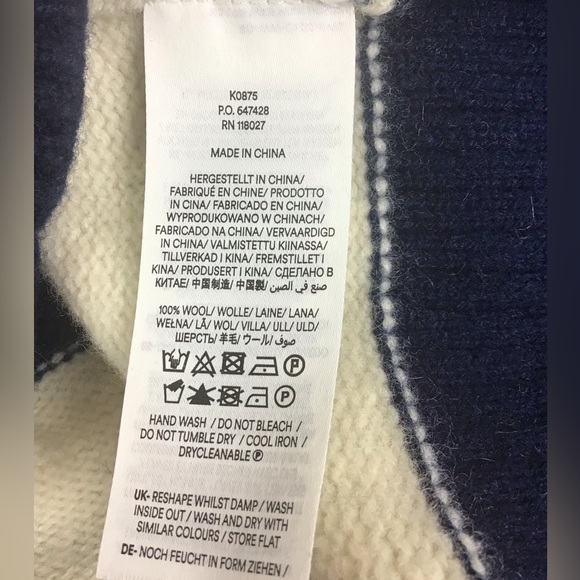 K0875
P.O. 647428
RN 118027
MADE IN CHINA
HERGESTELLT IN CHINA/
FABRIQUÉ EN CHINE/ PRODOTTO
IN CINA/ FABRICADO EN CHINA/
WYPRODUKOWANO W CHINACH/
FABRICADO NA CHINA/ VERVAARDIGD
IN CHINA/ VALMISTETTU KIINASSA/
TILLVERKAD I KINA/ FREMSTILLET I
KINA/ PRODUSERT I KINA/ СДЕЛАНО В
КИТАЕ/ 中国制造/ 中国製/ صنع في الصين
100% WOOL/ WOLLE/ LAINE/ LANA/
WEŁNA/ LÃ/ WOL/ VILLA/ ULL/ ULD/
ШЕРСТЬ/ 羊毛/ ウール/ صوف
P
P
HAND WASH / DO NOT BLEACH /
DO NOT TUMBLE DRY / COOL IRON /
DRYCLEANABLE Ⓟ
UK- RESHAPE WHILST DAMP / WASH
INSIDE OUT / WASH AND DRY WITH
SIMILAR COLOURS / STORE FLAT
DE- NOCH FEUCHT IN FORM ZIEHEN /